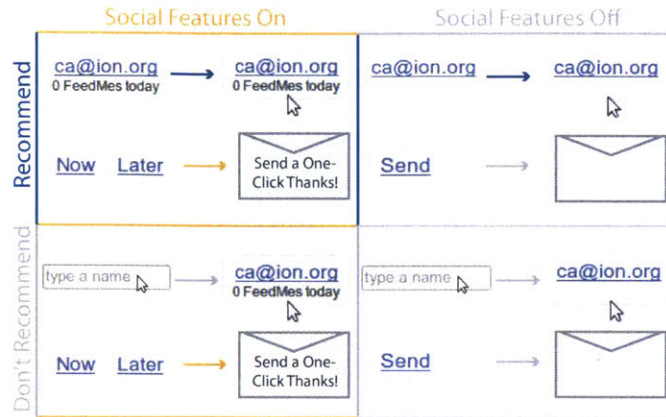 Social Features On
Social Features Off
Recommend
ca@ion.org
0 FeedMes today
ca@ion.org
0 FeedMes today
Now Later
Send a One-
Click Thanks!
ca@ion.org
ca@ion.org
Send
Don't Recommend
type a name
ca@ion.org
0 FeedMes today
Now Later
Send a One-
Click Thanks!
type a name
ca@ion.org
Send